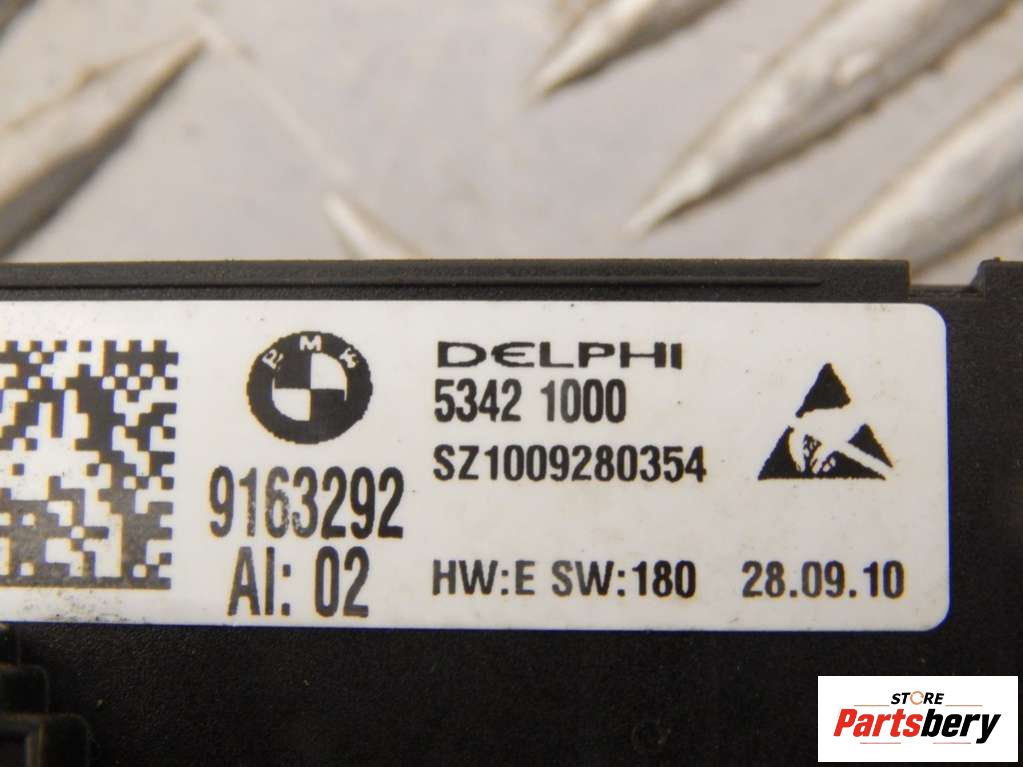 BMW
9163292
AI: 02
DELPHI
5342 1000
SZ1009280354
HW:E SW:180 28.09.10
STORE
Partsbery